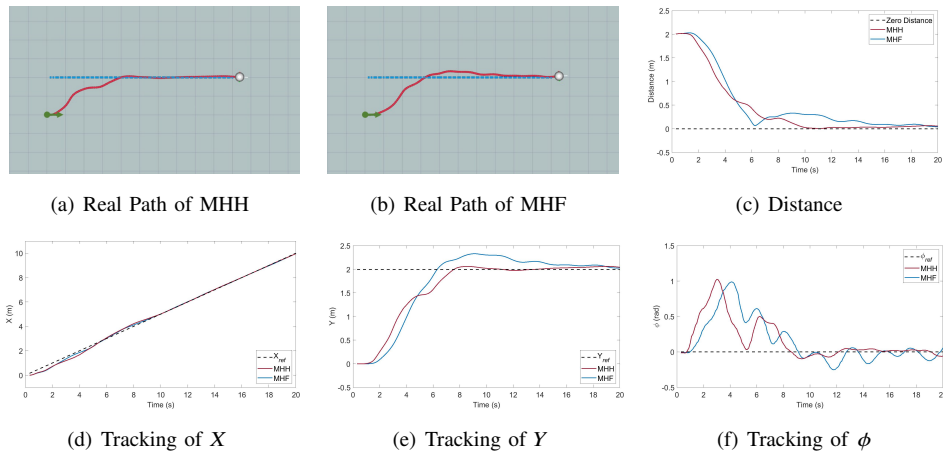 (a) Real Path of MHH
(b) Real Path of MHF
2.5
2
1.5
1
0.5
0
-0.5
0 2 4 6 8 10 12 14 16 18 20
Distance (m)
Time (s)
Zero Distance
MHH
MHF
(c) Distance
10
8
6
4
2
0
-1
0 2 4 6 8 10 12 14 16 18 20
X (m)
Time (s)
X_ref
MHH
MHF
(d) Tracking of X
2.5
2
1.5
1
0.5
0
-0.5
0 2 4 6 8 10 12 14 16 18 20
Y (m)
Time (s)
Y_ref
MHH
MHF
(e) Tracking of Y
1.5
1
0.5
0
-0.5
0 2 4 6 8 10 12 14 16 18 20
ϕ (rad)
Time (s)
ϕ_ref
MHH
MHF
(f) Tracking of ϕ